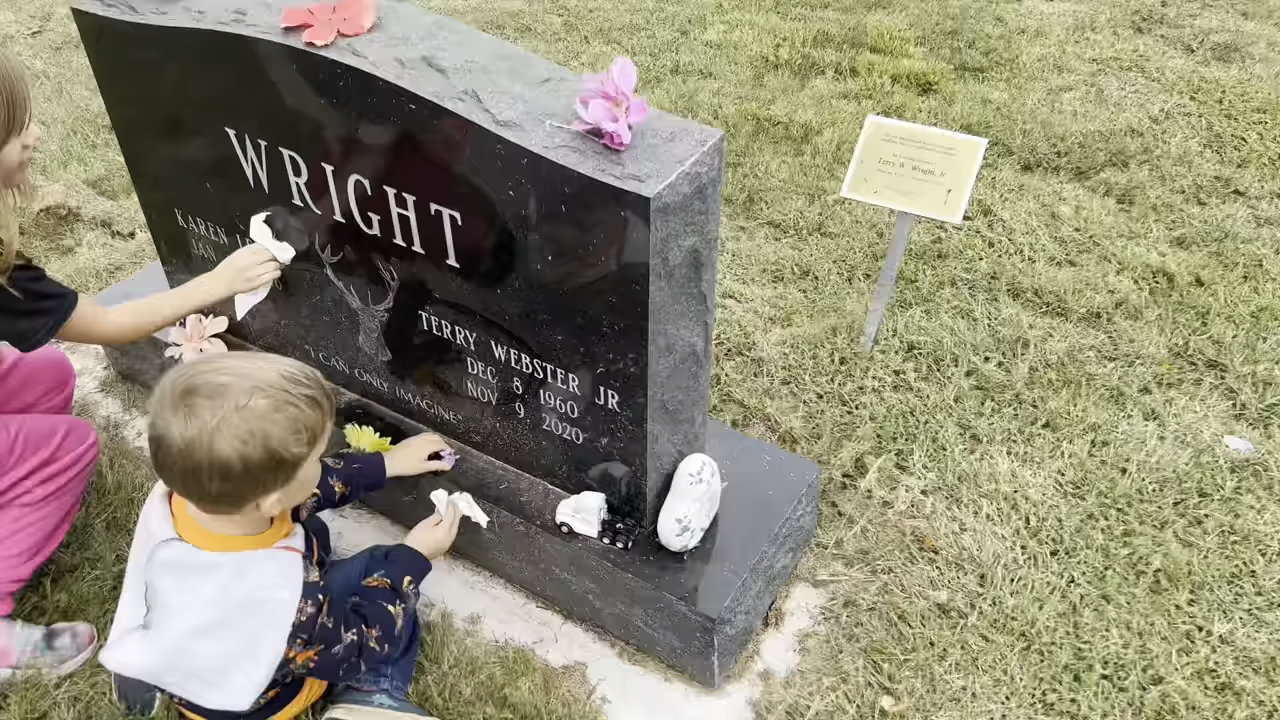 WRIGHT
KAREN
JAN
TERRY WEBSTER JR
DEC 8 1960
NOV 9 2020
"I CAN ONLY IMAGINE"
Terry W. Wright, Jr